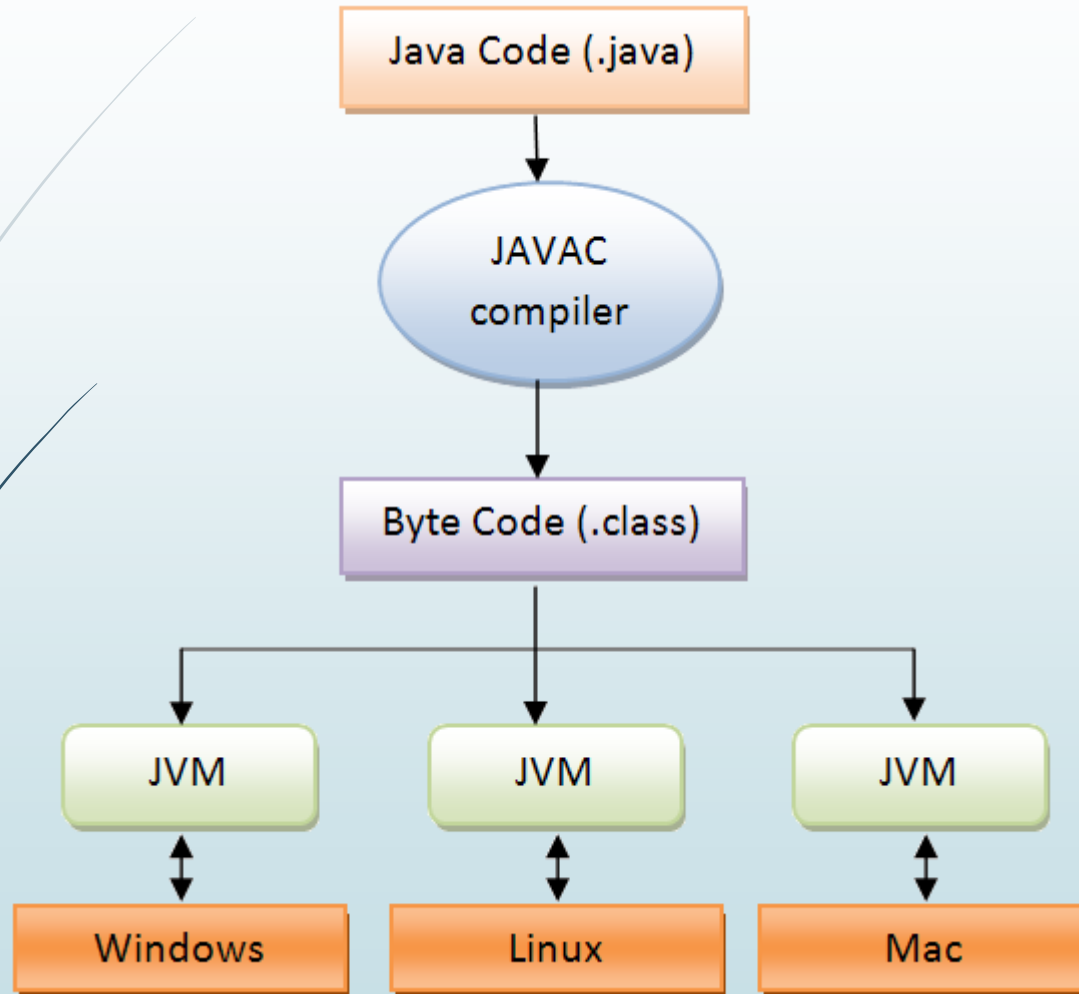 Java Code (.java)
JAVAC
compiler
Byte Code (.class)
JVM
JVM
JVM
Windows
Linux
Mac